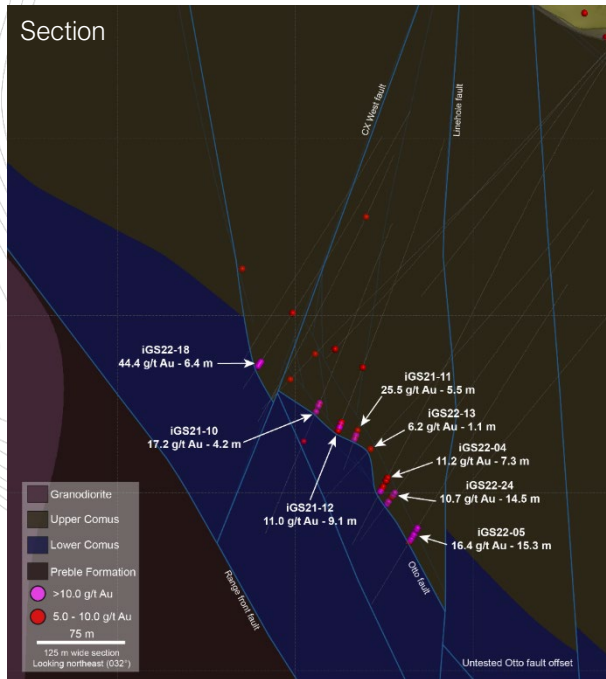 Section
CX West fault
Linehole fault
iGS22-18
44.4 g/t Au - 6.4 m
iGS21-11
25.5 g/t Au - 5.5 m
iGS22-13
6.2 g/t Au - 1.1 m
iGS21-10
17.2 g/t Au - 4.2 m
iGS22-04
11.2 g/t Au - 7.3 m
iGS22-24
10.7 g/t Au - 14.5 m
iGS21-12
11.0 g/t Au - 9.1 m
iGS22-05
16.4 g/t Au - 15.3 m
Range front fault
Otto fault
Untested Otto fault offset
Granodiorite
Upper Comus
Lower Comus
Preble Formation
>10.0 g/t Au
5.0 - 10.0 g/t Au
75 m
125 m wide section
Looking northeast (032°)